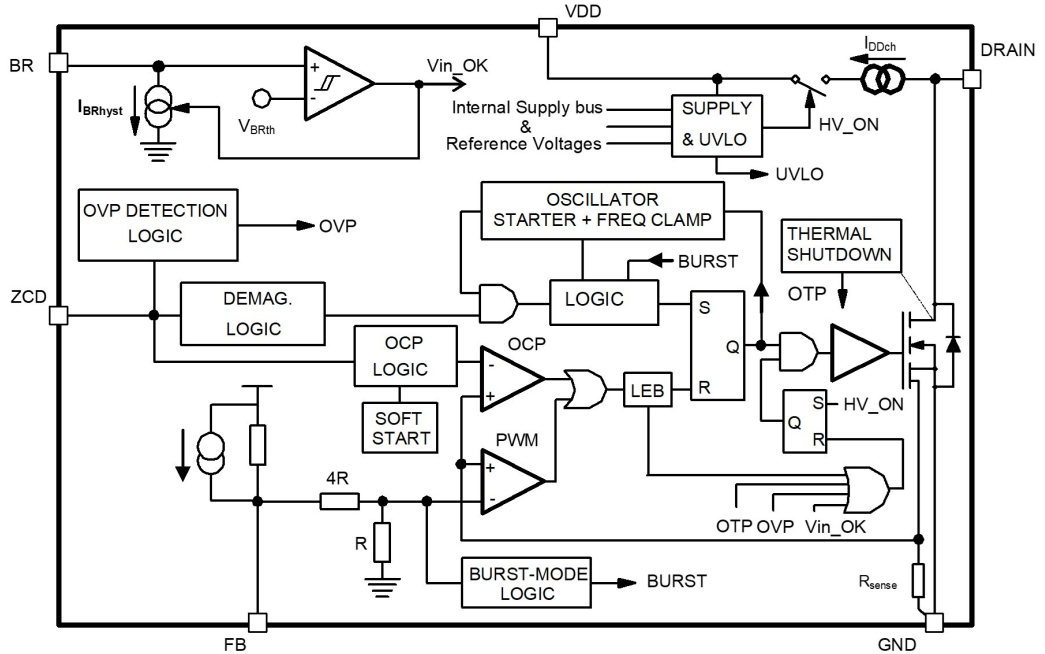 VDD
DRAIN
IDDch
BR
Vin_OK
+
-
IBRhyst
VBRth
Internal Supply bus
&
Reference Voltages
SUPPLY
& UVLO
HV_ON
UVLO
OVP DETECTION
LOGIC
OVP
OSCILLATOR
STARTER + FREQ CLAMP
THERMAL
SHUTDOWN
BURST
OTP
ZCD
DEMAG.
LOGIC
LOGIC
S
Q
R
OCP
LOGIC
OCP
-
+
LEB
SOFT
START
S
HV_ON
Q
R
PWM
+
-
4R
R
OTP
OVP
Vin_OK
BURST-MODE
LOGIC
BURST
Rsense
FB
GND